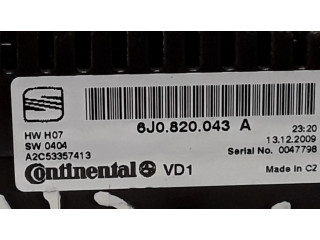 6J0.820.043 A
HW H07
23:20
SW 0404
13.12.2009
A2C53357413
Serial No. 0047798
Continental VD1
Made in CZ